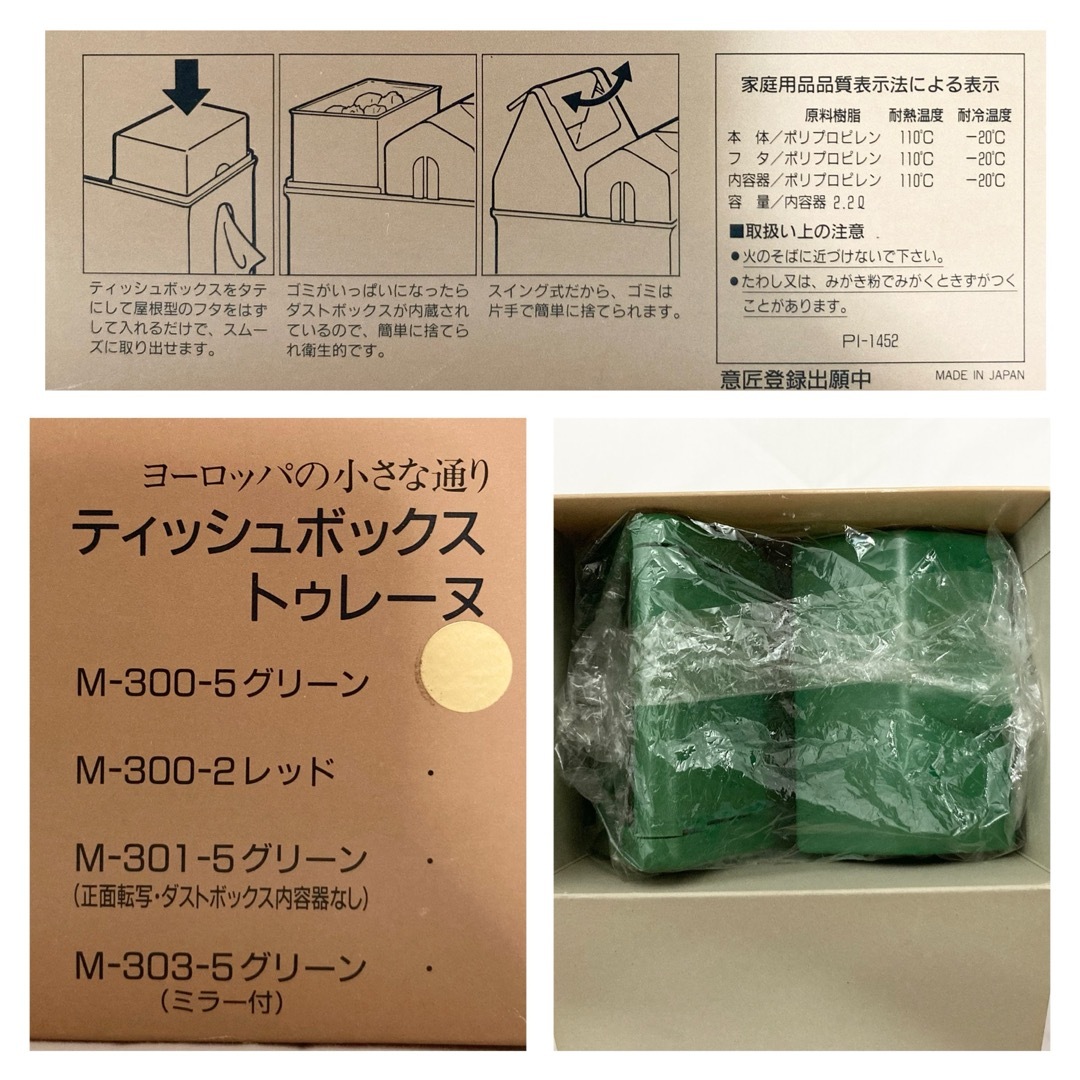 ティッシュボックスをタテ
にして屋根型のフタをはず
して入れるだけで、スムー
ズに取り出せます。
ゴミがいっぱいになったら
ダストボックスが内蔵され
ているので、簡単に捨てら
れ衛生的です。
スイング式だから、ゴミは
片手で簡単に捨てられます。
家庭用品品質表示法による表示
原料樹脂 耐熱温度 耐冷温度
本 体/ポリプロピレン 110℃ -20℃
フ タ/ポリプロピレン 110℃ -20℃
内容器/ポリプロピレン 110℃ -20℃
容 量/内容器 2.2ℓ
■取扱い上の注意
●火のそばに近づけないで下さい。
●たわし又は、みがき粉でみがくときずがつく
ことがあります。
PI-1452
意匠登録出願中 MADE IN JAPAN
ヨーロッパの小さな通り
ティッシュボックス
トゥレーヌ
M-300-5グリーン
M-300-2レッド ・
M-301-5グリーン ・
(正面転写・ダストボックス内容器なし)
M-303-5グリーン ・
(ミラー付)